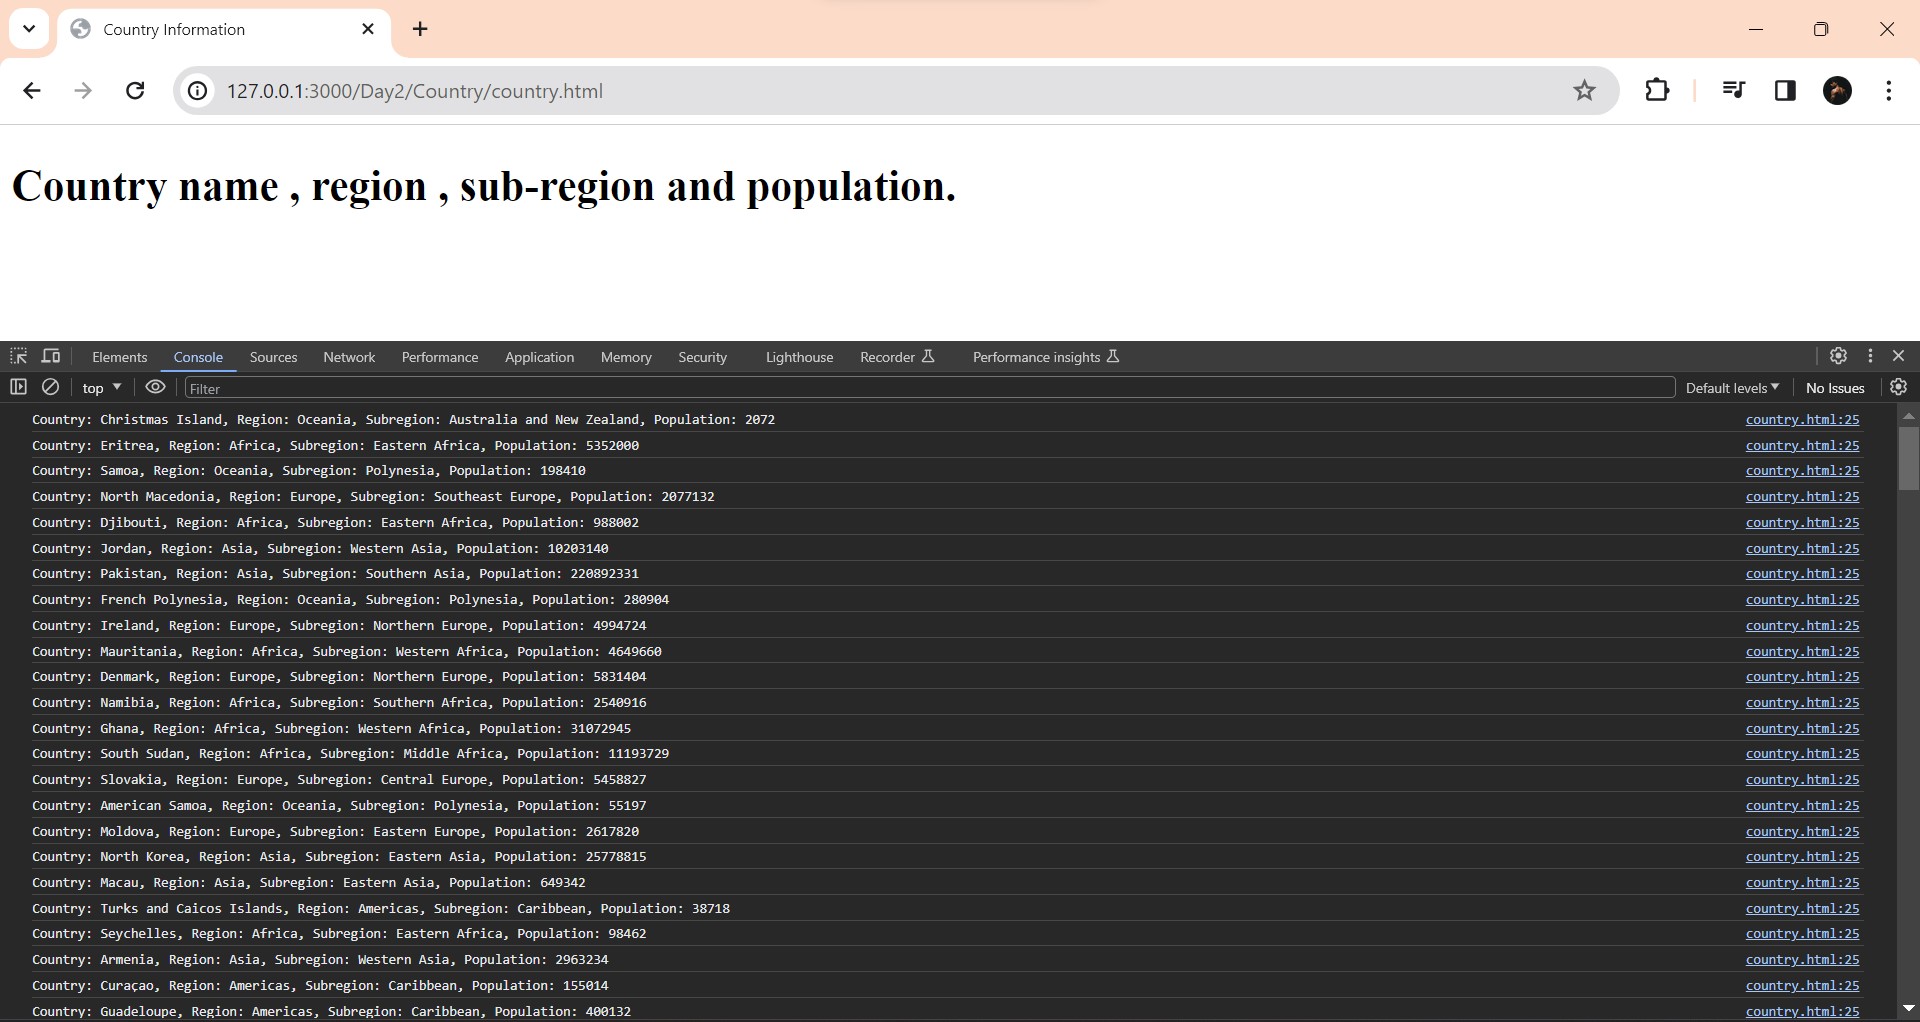 Country Information
127.0.0.1:3000/Day2/Country/country.html
Country name , region , sub-region and population.
Elements Console Sources Network Performance Application Memory Security Lighthouse Recorder Performance insights
top Filter Default levels No Issues
Country: Christmas Island, Region: Oceania, Subregion: Australia and New Zealand, Population: 2072 country.html:25
Country: Eritrea, Region: Africa, Subregion: Eastern Africa, Population: 5352000 country.html:25
Country: Samoa, Region: Oceania, Subregion: Polynesia, Population: 198410 country.html:25
Country: North Macedonia, Region: Europe, Subregion: Southeast Europe, Population: 2077132 country.html:25
Country: Djibouti, Region: Africa, Subregion: Eastern Africa, Population: 988002 country.html:25
Country: Jordan, Region: Asia, Subregion: Western Asia, Population: 10203140 country.html:25
Country: Pakistan, Region: Asia, Subregion: Southern Asia, Population: 220892331 country.html:25
Country: French Polynesia, Region: Oceania, Subregion: Polynesia, Population: 280904 country.html:25
Country: Ireland, Region: Europe, Subregion: Northern Europe, Population: 4994724 country.html:25
Country: Mauritania, Region: Africa, Subregion: Western Africa, Population: 4649660 country.html:25
Country: Denmark, Region: Europe, Subregion: Northern Europe, Population: 5831404 country.html:25
Country: Namibia, Region: Africa, Subregion: Southern Africa, Population: 2540916 country.html:25
Country: Ghana, Region: Africa, Subregion: Western Africa, Population: 31072945 country.html:25
Country: South Sudan, Region: Africa, Subregion: Middle Africa, Population: 11193729 country.html:25
Country: Slovakia, Region: Europe, Subregion: Central Europe, Population: 5458827 country.html:25
Country: American Samoa, Region: Oceania, Subregion: Polynesia, Population: 55197 country.html:25
Country: Moldova, Region: Europe, Subregion: Eastern Europe, Population: 2617820 country.html:25
Country: North Korea, Region: Asia, Subregion: Eastern Asia, Population: 25778815 country.html:25
Country: Macau, Region: Asia, Subregion: Eastern Asia, Population: 649342 country.html:25
Country: Turks and Caicos Islands, Region: Americas, Subregion: Caribbean, Population: 38718 country.html:25
Country: Seychelles, Region: Africa, Subregion: Eastern Africa, Population: 98462 country.html:25
Country: Armenia, Region: Asia, Subregion: Western Asia, Population: 2963234 country.html:25
Country: Curaçao, Region: Americas, Subregion: Caribbean, Population: 155014 country.html:25
Country: Guadeloupe, Region: Americas, Subregion: Caribbean, Population: 400132 country.html:25